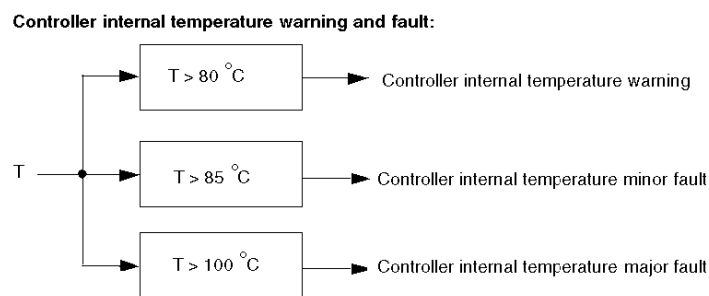 Controller internal temperature warning and fault:
T > 80 °C
Controller internal temperature warning
T
T > 85 °C
Controller internal temperature minor fault
T > 100 °C
Controller internal temperature major fault